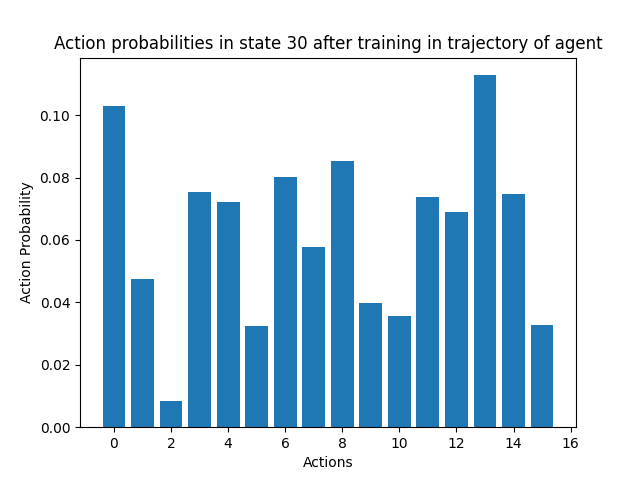 Action probabilities in state 30 after training in trajectory of agent
0.10
0.08
0.06
0.04
0.02
0.00
Action Probability
0 2 4 6 8 10 12 14 16
Actions